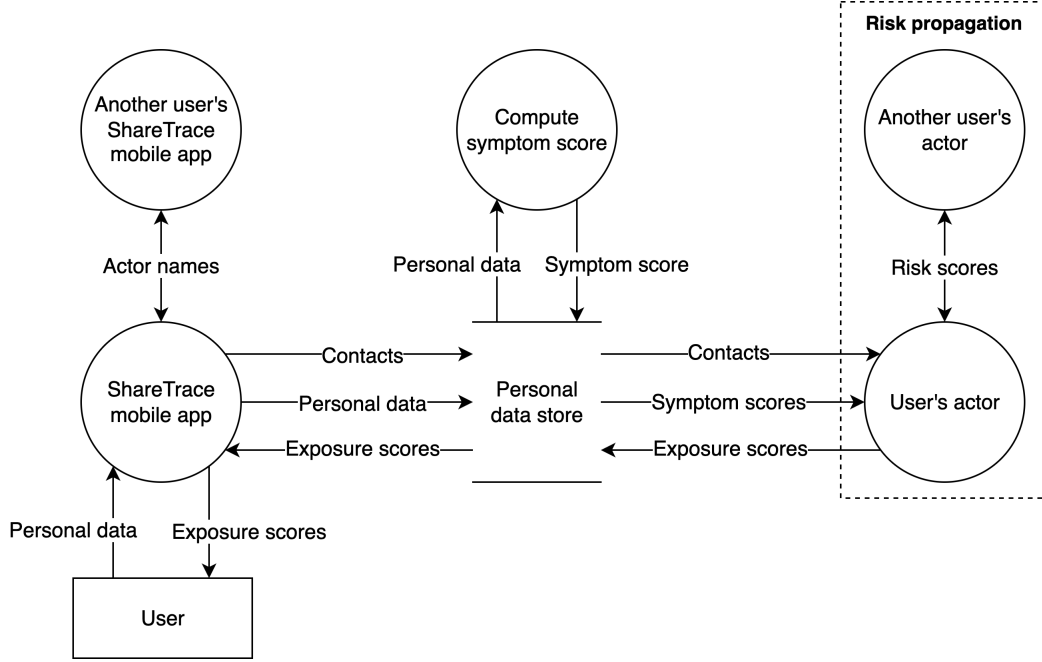 Risk propagation
Another user's
ShareTrace
mobile app
Compute
symptom score
Another user's
actor
Actor names
Personal data
Symptom score
Risk scores
ShareTrace
mobile app
Contacts
Personal data
Exposure scores
Personal
data store
Contacts
Symptom scores
Exposure scores
User's actor
Personal data
Exposure scores
User